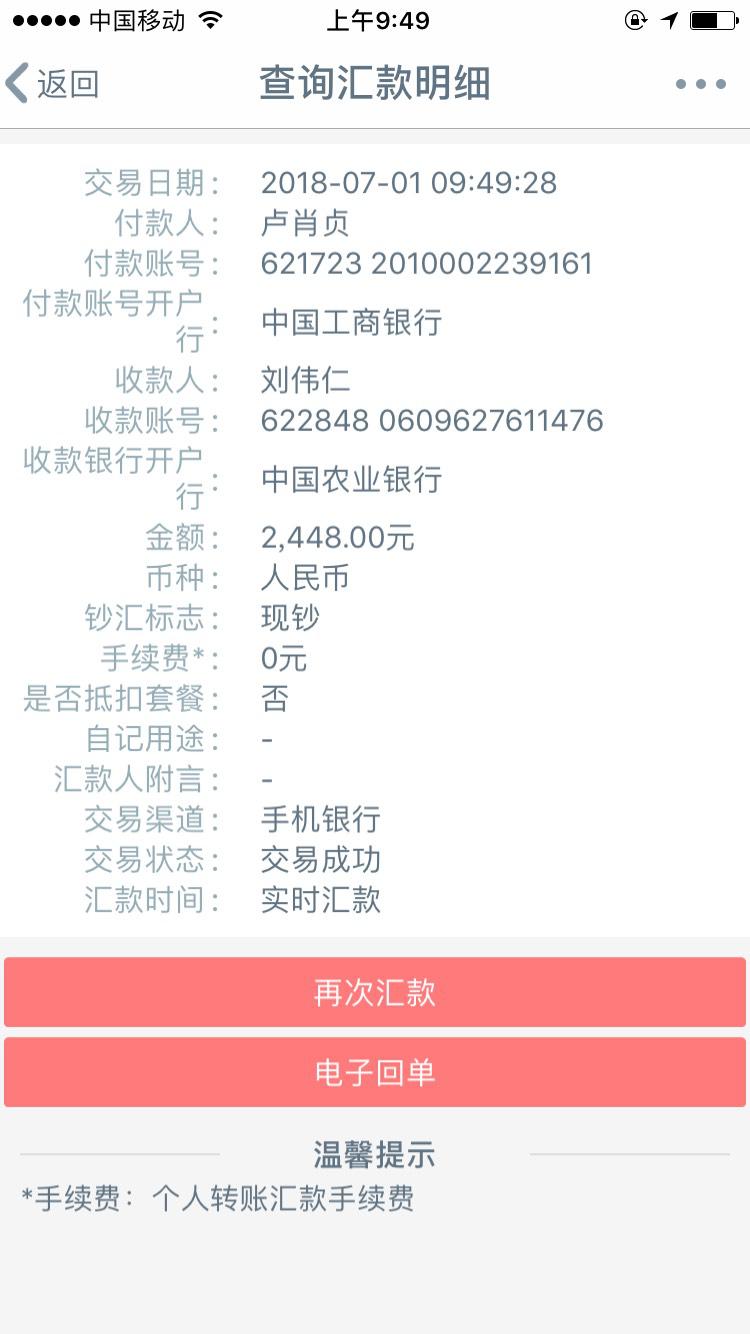 中国移动 上午9:49
返回 查询汇款明细
交易日期： 2018-07-01 09:49:28
付款人： 卢肖贞
付款账号： 621723 2010002239161
付款账号开户行： 中国工商银行
收款人： 刘伟仁
收款账号： 622848 0609627611476
收款银行开户行： 中国农业银行
金额： 2,448.00元
币种： 人民币
钞汇标志： 现钞
手续费*： 0元
是否抵扣套餐： 否
自记用途： -
汇款人附言： -
交易渠道： 手机银行
交易状态： 交易成功
汇款时间： 实时汇款
再次汇款
电子回单
温馨提示
*手续费：个人转账汇款手续费